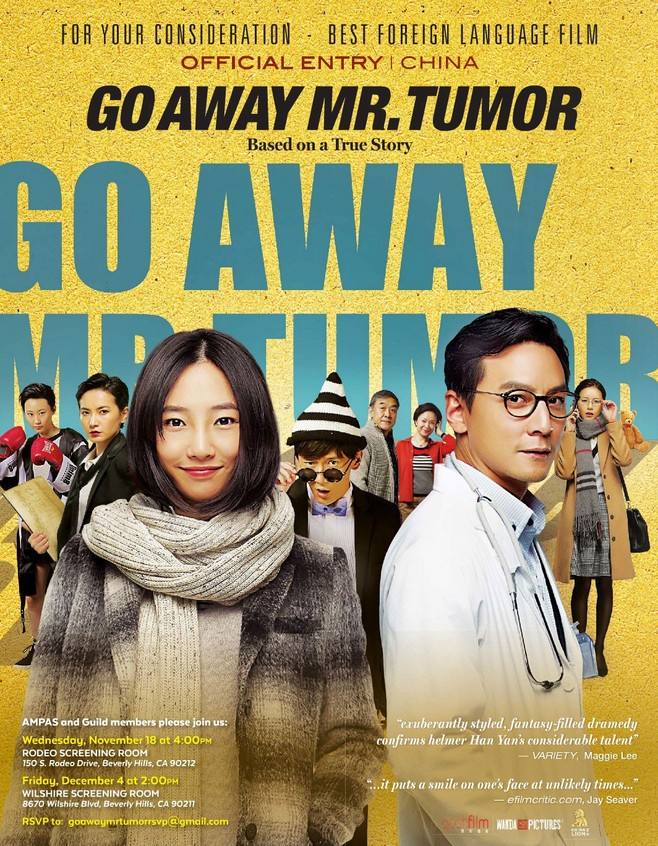 FOR YOUR CONSIDERATION - BEST FOREIGN LANGUAGE FILM
OFFICIAL ENTRY | CHINA
GO AWAY MR. TUMOR
Based on a True Story
GO AWAY
MR. TUMOR
AMPAS and Guild members please join us:
Wednesday, November 18 at 4:00PM
RODEO SCREENING ROOM
150 S. Rodeo Drive, Beverly Hills, CA 90212
Friday, December 4 at 2:00PM
WILSHIRE SCREENING ROOM
8670 Wilshire Blvd, Beverly Hills, CA 90211
RSVP to: goawaymrtumorrsvp@gmail.com
“exuberantly styled, fantasy-filled dramedy
confirms helmer Han Yan's considerable talent”
— VARIETY, Maggie Lee
“...it puts a smile on one's face at unlikely times...”
— efilmcritic.com, Jay Seaver
film
WANDA PICTURES